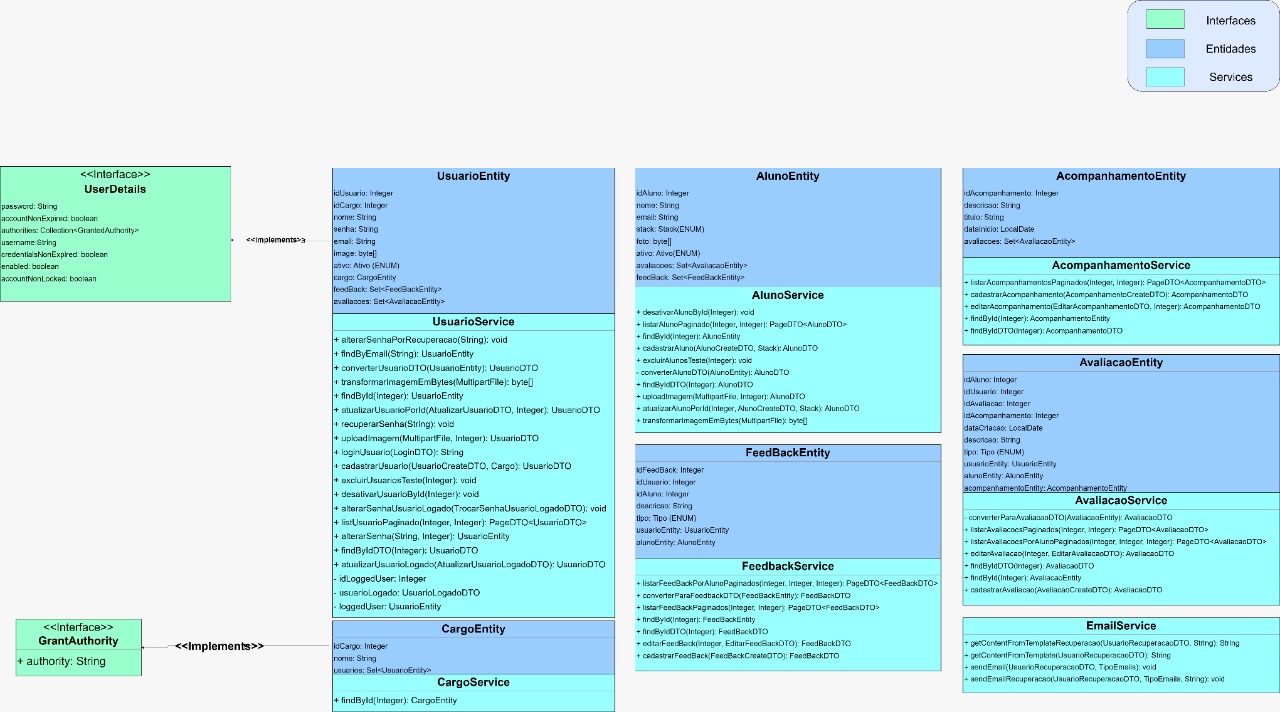 Interfaces
Entidades
Services
<<Interface>>
UserDetails
password: String
accountNonExpired: boolean
authorities: Collection<GrantedAuthority>
username:String
credentialsNonExpired: boolean
enabled: boolean
accountNonLocked: boolean
<<Implements>>
UsuarioEntity
idUsuario: Integer
idCargo: Integer
nome: String
senha: String
email: String
image: byte[]
ativo: Ativo (ENUM)
cargo: CargoEntity
feedBack: Set<FeedBackEntity>
avaliacoes: Set<AvaliacaoEntity>
UsuarioService
+ alterarSenhaPorRecuperacao(String): void
+ findByEmail(String): UsuarioEntity
+ converterUsuarioDTO(UsuarioEntity): UsuarioDTO
+ transformarImagemEmBytes(MultipartFile): byte[]
+ findById(Integer): UsuarioEntity
+ atualizarUsuarioPorId(AtualizarUsuarioDTO, Integer): UsuarioDTO
+ recuperarSenha(String): void
+ uploadImagem(MultipartFile, Integer): UsuarioDTO
+ loginUsuario(LoginDTO): String
+ cadastrarUsuario(UsuarioCreateDTO, Cargo): UsuarioDTO
+ excluirUsuariosTeste(Integer): void
+ desativarUsuarioById(Integer): void
+ alterarSenhaUsuarioLogado(TrocarSenhaUsuarioLogadoDTO): void
+ listUsuarioPaginado(Integer, Integer): PageDTO<UsuarioDTO>
+ alterarSenha(String, Integer): UsuarioEntity
+ findByIdDTO(Integer): UsuarioDTO
+ atualizarUsuarioLogado(AtualizarUsuarioLogadoDTO): UsuarioDTO
- idLoggedUser: Integer
- usuarioLogado: UsuarioLogadoDTO
- loggedUser: UsuarioEntity
<<Interface>>
GrantAuthority
+ authority: String
<<Implements>>
CargoEntity
idCargo: Integer
nome: String
usuarios: Set<UsuarioEntity>
CargoService
+ findById(Integer): CargoEntity
AlunoEntity
idAluno: Integer
nome: String
email: String
stack: Stack(ENUM)
foto: byte[]
ativo: Ativo(ENUM)
avaliacoes: Set<AvaliacaoEntity>
feedBack: Set<FeedBackEntity>
AlunoService
+ desativarAlunoById(Integer): void
+ listarAlunoPaginado(Integer, Integer): PageDTO<AlunoDTO>
+ findById(Integer): AlunoEntity
+ cadastrarAluno(AlunoCreateDTO, Stack): AlunoDTO
+ excluirAlunosTeste(Integer): void
- converterAlunoDTO(AlunoEntity): AlunoDTO
+ findByIdDTO(Integer): AlunoDTO
+ uploadImagem(MultipartFile, Integer): AlunoDTO
+ atualizarAlunoPorId(Integer, AlunoCreateDTO, Stack): AlunoDTO
+ transformarImagemEmBytes(MultipartFile): byte[]
FeedBackEntity
idFeedBack: Integer
idUsuario: Integer
idAluno: Integer
descricao: String
tipo: Tipo (ENUM)
usuarioEntity: UsuarioEntity
alunoEntity: AlunoEntity
FeedbackService
+ listarFeedBackPorAlunoPaginados(Integer, Integer, Integer): PageDTO<FeedBackDTO>
+ converterParaFeedbackDTO(FeedBackEntity): FeedBackDTO
+ listarFeedBackPaginados(Integer, Integer): PageDTO<FeedBackDTO>
+ findById(Integer): FeedBackEntity
+ findByIdDTO(Integer): FeedBackDTO
+ editarFeedBack(Integer, EditarFeedBackDTO): FeedBackDTO
+ cadastrarFeedBack(FeedBackCreateDTO): FeedBackDTO
AcompanhamentoEntity
idAcompanhamento: Integer
descricao: String
titulo: String
dataInicio: LocalDate
avaliacoes: Set<AvaliacaoEntity>
AcompanhamentoService
+ listarAcompanhamentosPaginados(Integer, Integer): PageDTO<AcompanhamentoDTO>
+ cadastrarAcompanhamento(AcompanhamentoCreateDTO): AcompanhamentoDTO
+ editarAcompanhamento(EditarAcompanhamentoDTO, Integer): AcompanhamentoDTO
+ findById(Integer): AcompanhamentoEntity
+ findByIdDTO(Integer): AcompanhamentoDTO
AvaliacaoEntity
idAluno: Integer
idUsuario: Integer
idAvaliacao: Integer
idAcompanhamento: Integer
dataCriacao: LocalDate
descricao: String
tipo: Tipo (ENUM)
usuarioEntity: UsuarioEntity
alunoEntity: AlunoEntity
acompanhamentoEntity: AcompanhamentoEntity
AvaliacaoService
- converterParaAvaliacaoDTO(AvaliacaoEntity): AvaliacaoDTO
+ listarAvaliacoesPaginados(Integer, Integer): PageDTO<AvaliacaoDTO>
+ listarAvaliacoesPorAlunoPaginados(Integer, Integer, Integer): PageDTO<AvaliacaoDTO>
+ editarAvaliacao(Integer, EditarAvaliacaoDTO): AvaliacaoDTO
+ findByIdDTO(Integer): AvaliacaoDTO
+ findById(Integer): AvaliacaoEntity
+ cadastrarAvaliacao(AvaliacaoCreateDTO): AvaliacaoDTO
EmailService
+ getContentFromTemplateRecuperacao(UsuarioRecuperacaoDTO, String): String
+ getContentFromTemplate(UsuarioRecuperacaoDTO): String
+ sendEmail(UsuarioRecuperacaoDTO, TipoEmails): void
+ sendEmailRecuperacao(UsuarioRecuperacaoDTO, TipoEmails, String): void